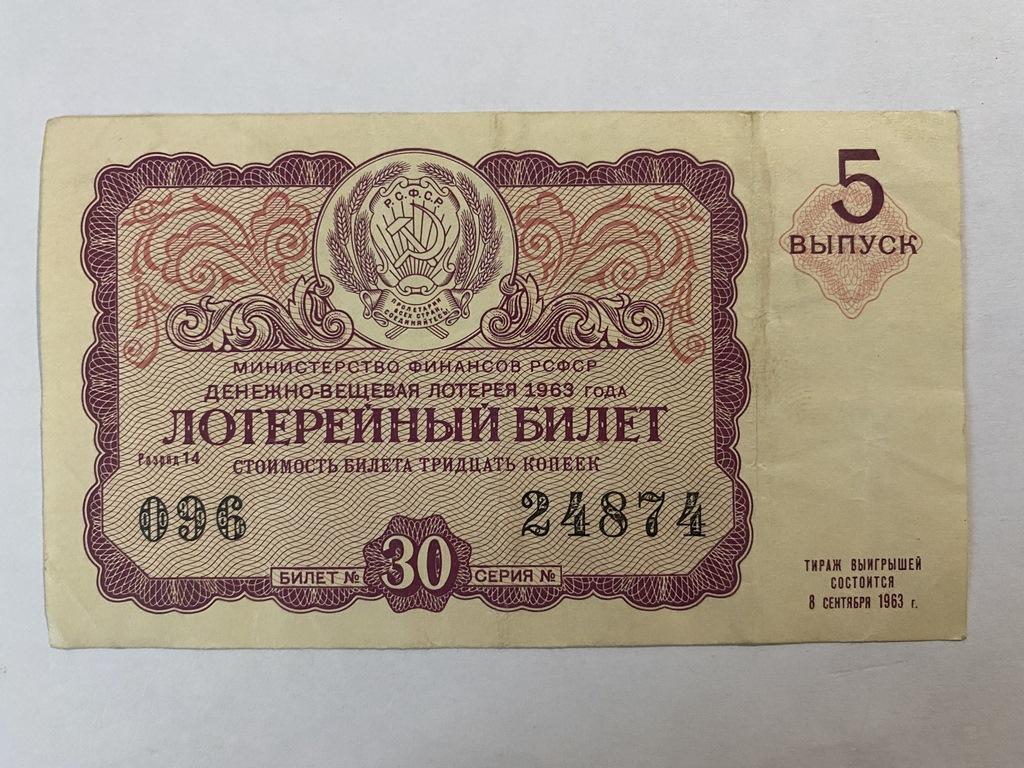 Р.С.Ф.С.Р.
ПРОЛЕТАРИИ
ВСЕХ СТРАН,
СОЕДИНЯЙТЕСЬ!
МИНИСТЕРСТВО ФИНАНСОВ РСФСР
ДЕНЕЖНО-ВЕЩЕВАЯ ЛОТЕРЕЯ 1963 ГОДА
ЛОТЕРЕЙНЫЙ БИЛЕТ
Разряд 14
СТОИМОСТЬ БИЛЕТА ТРИДЦАТЬ КОПЕЕК
096 24874
БИЛЕТ № 30 СЕРИЯ №
5
ВЫПУСК
ТИРАЖ ВЫИГРЫШЕЙ
СОСТОИТСЯ
8 СЕНТЯБРЯ 1963 г.